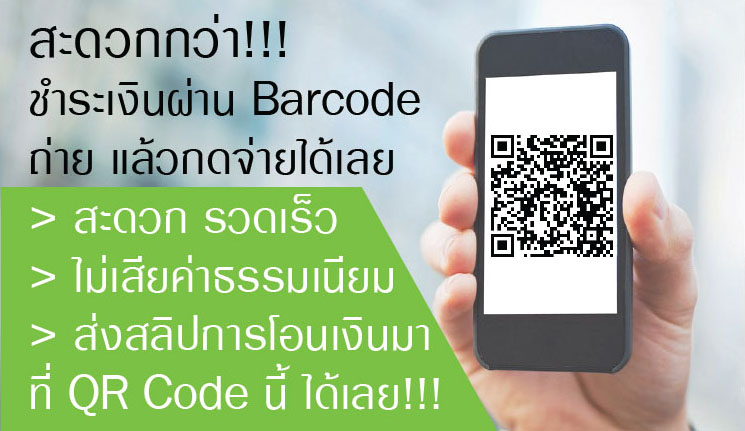 สะดวกกว่า!!!
ชำระเงินผ่าน Barcode
ถ่าย แล้วกดจ่ายได้เลย
> สะดวก รวดเร็ว
> ไม่เสียค่าธรรมเนียม
> ส่งสลิปการโอนเงินมา
ที่ QR Code นี้ ได้เลย!!!